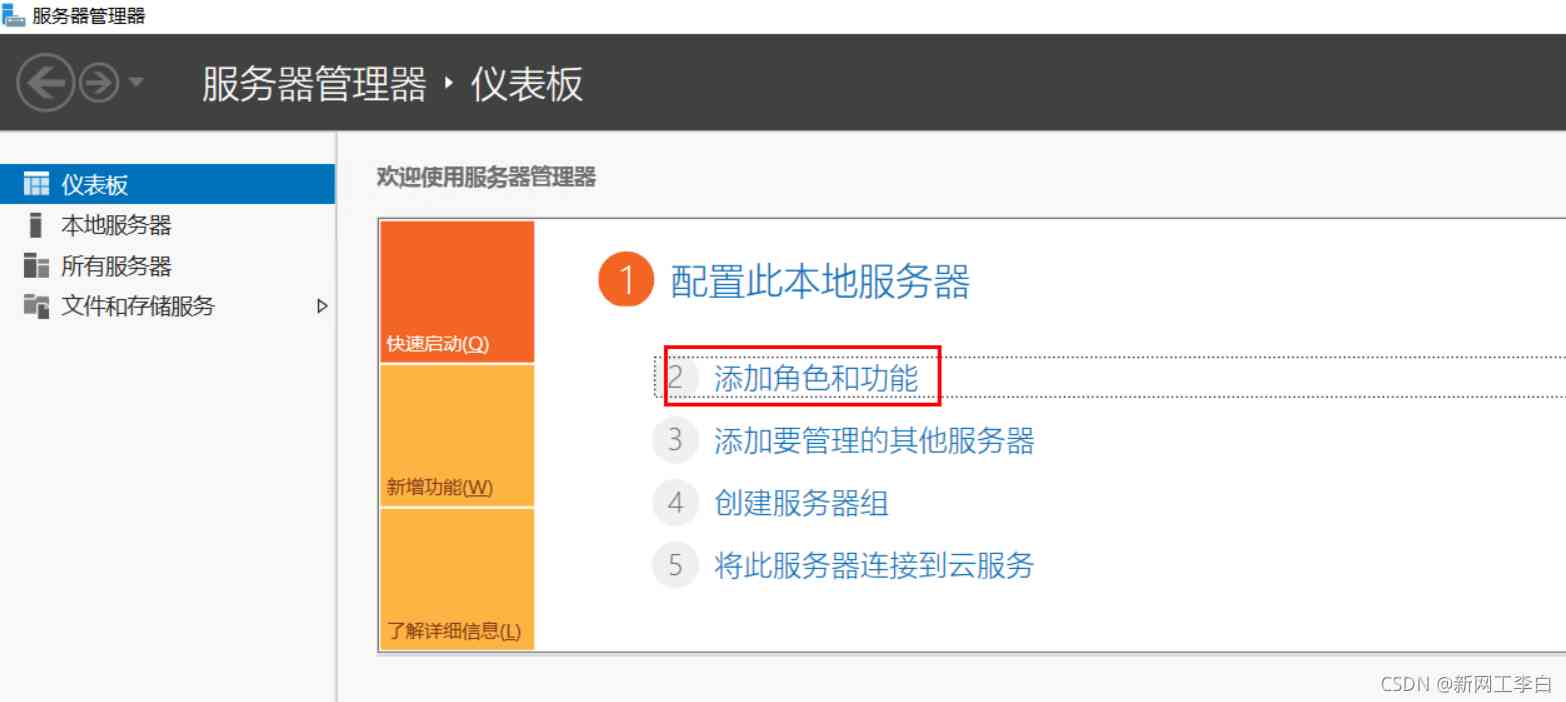 服务器管理器
服务器管理器 ‣ 仪表板
仪表板
本地服务器
所有服务器
文件和存储服务
欢迎使用服务器管理器
快速启动(Q)
新增功能(W)
了解详细信息(L)
1 配置此本地服务器
2 添加角色和功能
3 添加要管理的其他服务器
4 创建服务器组
5 将此服务器连接到云服务
CSDN @新网工李白